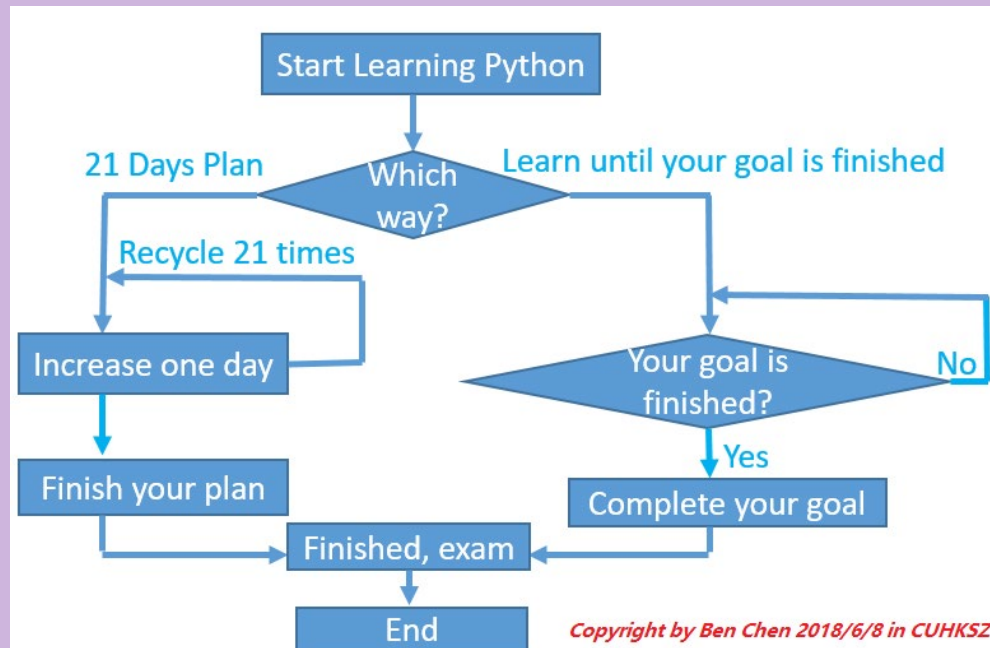 Start Learning Python
21 Days Plan
Which
way?
Learn until your goal is finished
Recycle 21 times
Increase one day
Your goal is
finished?
No
Yes
Finish your plan
Complete your goal
Finished, exam
End
Copyright by Ben Chen 2018/6/8 in CUHKSZ